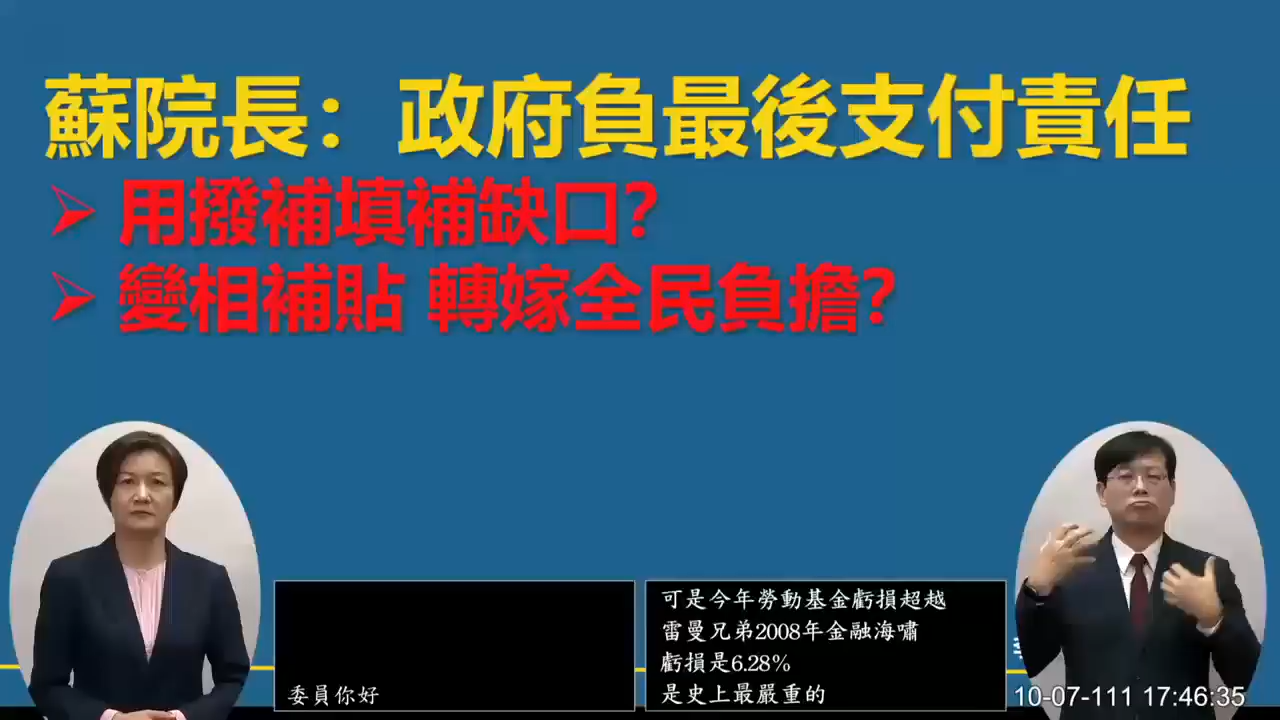 蘇院長：政府負最後支付責任
➢ 用撥補填補缺口？
➢ 變相補貼 轉嫁全民負擔？
委員你好
可是今年勞動基金虧損超越
雷曼兄弟2008年金融海嘯
虧損是6.28%
是史上最嚴重的
10-07-111 17:46:35